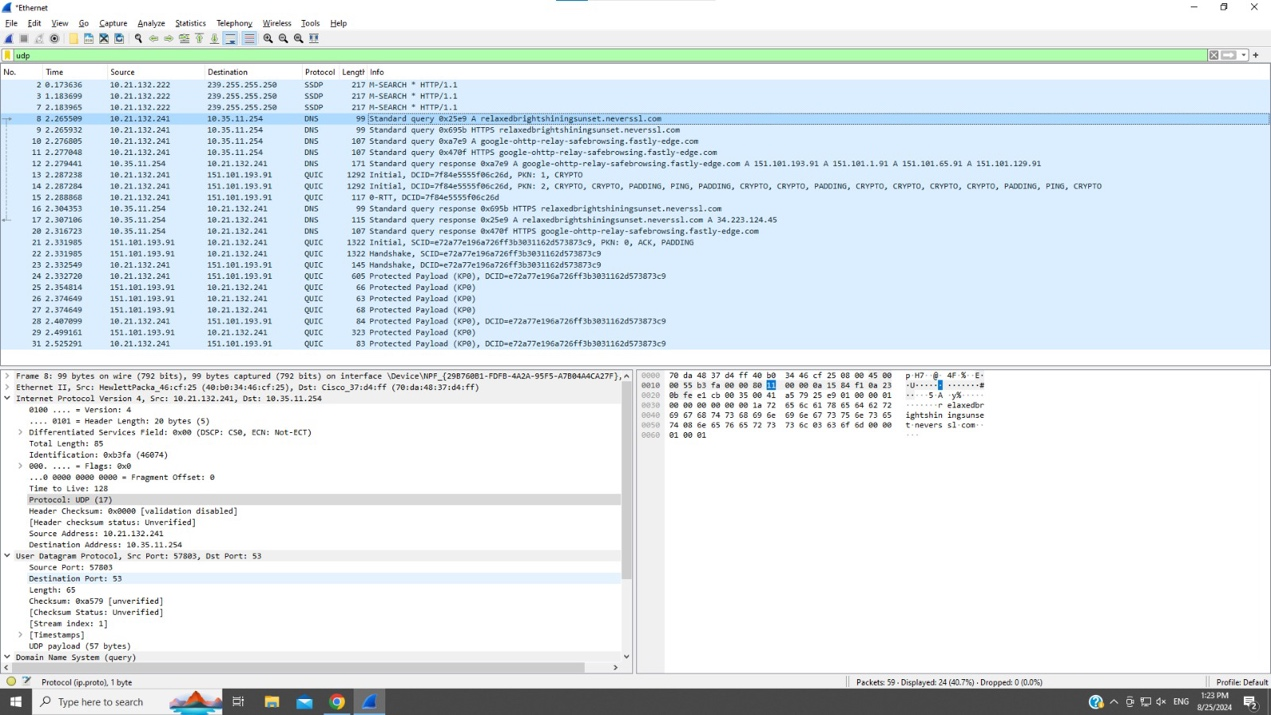 *Ethernet
File Edit View Go Capture Analyze Statistics Telephony Wireless Tools Help
udp
No. Time Source Destination Protocol Length Info
2 0.173636 10.21.132.222 239.255.255.250 SSDP 217 M-SEARCH * HTTP/1.1
3 1.183699 10.21.132.222 239.255.255.250 SSDP 217 M-SEARCH * HTTP/1.1
7 2.183965 10.21.132.222 239.255.255.250 SSDP 217 M-SEARCH * HTTP/1.1
8 2.265509 10.21.132.241 10.35.11.254 DNS 99 Standard query 0x25e9 A relaxedbrightshiningsunset.neverssl.com
9 2.265932 10.21.132.241 10.35.11.254 DNS 99 Standard query 0x695b HTTPS relaxedbrightshiningsunset.neverssl.com
10 2.276805 10.21.132.241 10.35.11.254 DNS 107 Standard query 0xa7e9 A google-ohttp-relay-safebrowsing.fastly-edge.com
11 2.277048 10.21.132.241 10.35.11.254 DNS 107 Standard query 0x470f HTTPS google-ohttp-relay-safebrowsing.fastly-edge.com
12 2.279441 10.35.11.254 10.21.132.241 DNS 171 Standard query response 0xa7e9 A google-ohttp-relay-safebrowsing.fastly-edge.com A 151.101.193.91 A 151.101.1.91 A 151.101.65.91 A 151.101.129.91
13 2.287238 10.21.132.241 151.101.193.91 QUIC 1292 Initial, DCID=7f84e5555f06c26d, PKN: 1, CRYPTO
14 2.287284 10.21.132.241 151.101.193.91 QUIC 1292 Initial, DCID=7f84e5555f06c26d, PKN: 2, CRYPTO, CRYPTO, PADDING, PING, PADDING, CRYPTO, CRYPTO, PADDING, CRYPTO, CRYPTO, CRYPTO, CRYPTO, PADDING, PING, CRYPTO
15 2.288868 10.21.132.241 151.101.193.91 QUIC 117 0-RTT, DCID=7f84e5555f06c26d
16 2.304353 10.35.11.254 10.21.132.241 DNS 99 Standard query response 0x695b HTTPS relaxedbrightshiningsunset.neverssl.com
17 2.307106 10.35.11.254 10.21.132.241 DNS 115 Standard query response 0x25e9 A relaxedbrightshiningsunset.neverssl.com A 34.223.124.45
20 2.316723 10.35.11.254 10.21.132.241 DNS 107 Standard query response 0x470f HTTPS google-ohttp-relay-safebrowsing.fastly-edge.com
21 2.331985 151.101.193.91 10.21.132.241 QUIC 1322 Initial, SCID=e72a77e196a726ff3b3031162d573873c9, PKN: 0, ACK, PADDING
22 2.331985 151.101.193.91 10.21.132.241 QUIC 1322 Handshake, SCID=e72a77e196a726ff3b3031162d573873c9
23 2.332549 10.21.132.241 151.101.193.91 QUIC 145 Handshake, DCID=e72a77e196a726ff3b3031162d573873c9
24 2.332720 10.21.132.241 151.101.193.91 QUIC 605 Protected Payload (KP0), DCID=e72a77e196a726ff3b3031162d573873c9
25 2.354814 151.101.193.91 10.21.132.241 QUIC 66 Protected Payload (KP0)
26 2.374649 151.101.193.91 10.21.132.241 QUIC 63 Protected Payload (KP0)
27 2.374649 151.101.193.91 10.21.132.241 QUIC 68 Protected Payload (KP0)
28 2.407099 10.21.132.241 151.101.193.91 QUIC 84 Protected Payload (KP0), DCID=e72a77e196a726ff3b3031162d573873c9
29 2.499161 151.101.193.91 10.21.132.241 QUIC 323 Protected Payload (KP0)
31 2.525291 10.21.132.241 151.101.193.91 QUIC 83 Protected Payload (KP0), DCID=e72a77e196a726ff3b3031162d573873c9
Frame 8: 99 bytes on wire (792 bits), 99 bytes captured (792 bits) on interface \Device\NPF_{29B760B1-FDFB-4A2A-95F5-A7B04A4CA27F},
Ethernet II, Src: HewlettPacka_46:cf:25 (40:b0:34:46:cf:25), Dst: Cisco_37:d4:ff (70:da:48:37:d4:ff)
Internet Protocol Version 4, Src: 10.21.132.241, Dst: 10.35.11.254
0100 .... = Version: 4
.... 0101 = Header Length: 20 bytes (5)
Differentiated Services Field: 0x00 (DSCP: CS0, ECN: Not-ECT)
Total Length: 85
Identification: 0xb3fa (46074)
000. .... = Flags: 0x0
...0 0000 0000 0000 = Fragment Offset: 0
Time to Live: 128
Protocol: UDP (17)
Header Checksum: 0x0000 [validation disabled]
[Header checksum status: Unverified]
Source Address: 10.21.132.241
Destination Address: 10.35.11.254
User Datagram Protocol, Src Port: 57803, Dst Port: 53
Source Port: 57803
Destination Port: 53
Length: 65
Checksum: 0xa579 [unverified]
[Checksum Status: Unverified]
[Stream index: 1]
[Timestamps]
UDP payload (57 bytes)
Domain Name System (query)
0000 70 da 48 37 d4 ff 40 b0 34 46 cf 25 08 00 45 00 p·H7··@· 4F·%··E·
0010 00 55 b3 fa 00 00 80 11 00 00 0a 15 84 f1 0a 23 ·U······ ·······#
0020 0b fe e1 cb 00 35 00 41 a5 79 25 e9 01 00 00 01 ·····5·A ·y%·····
0030 00 00 00 00 00 00 1a 72 65 6c 61 78 65 64 62 72 ·······r elaxedbr
0040 69 67 68 74 73 68 69 6e 69 6e 67 73 75 6e 73 65 ightshin ingsunse
0050 74 08 6e 65 76 65 72 73 73 6c 03 63 6f 6d 00 00 t·nevers sl·com··
0060 01 00 01 ···
Protocol (ip.proto), 1 byte
Packets: 59 · Displayed: 24 (40.7%) · Dropped: 0 (0.0%)
Profile: Default
Type here to search
ENG
1:23 PM
8/25/2024
2